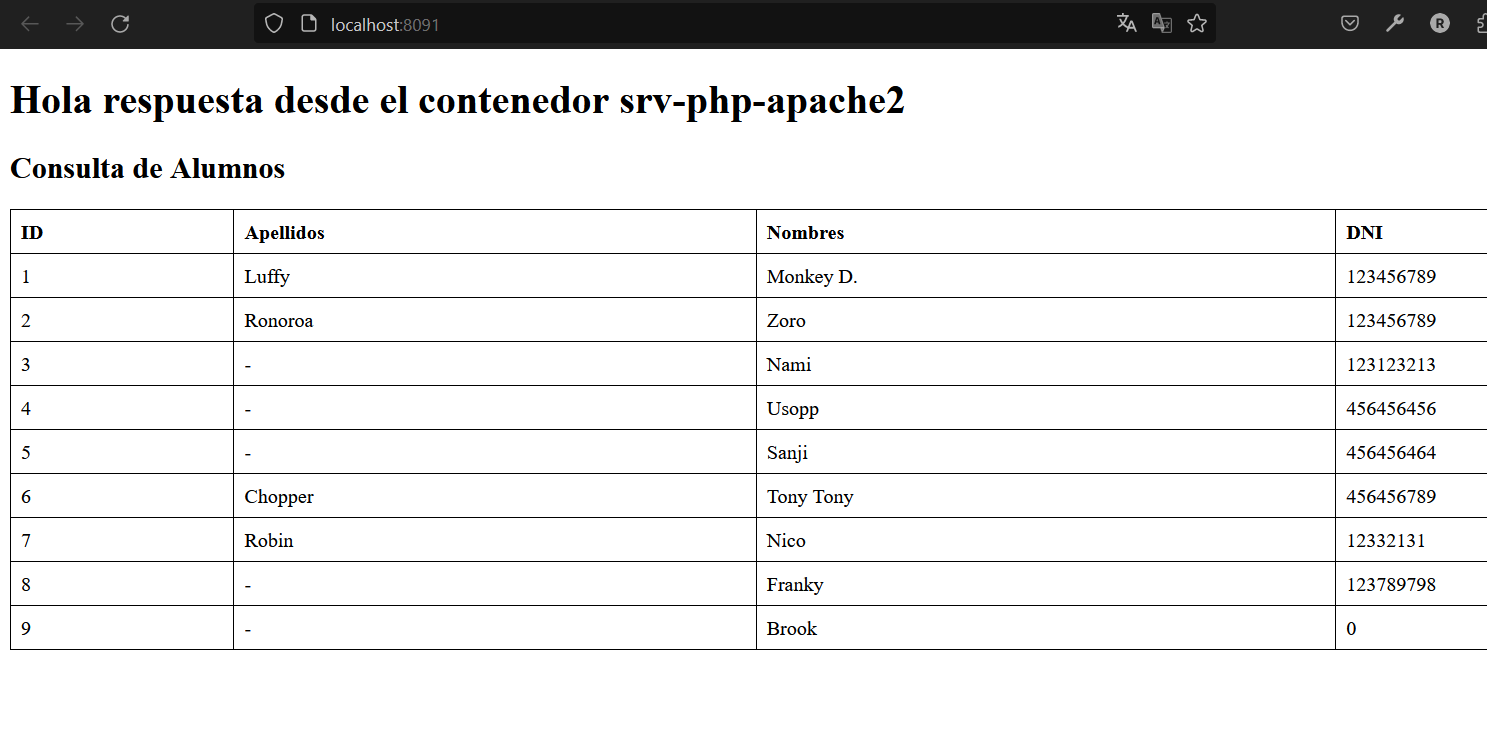 localhost:8091
R
Hola respuesta desde el contenedor srv-php-apache2
Consulta de Alumnos
ID Apellidos Nombres DNI
1 Luffy Monkey D. 123456789
2 Ronoroa Zoro 123456789
3 - Nami 123123213
4 - Usopp 456456456
5 - Sanji 456456464
6 Chopper Tony Tony 456456789
7 Robin Nico 12332131
8 - Franky 123789798
9 - Brook 0